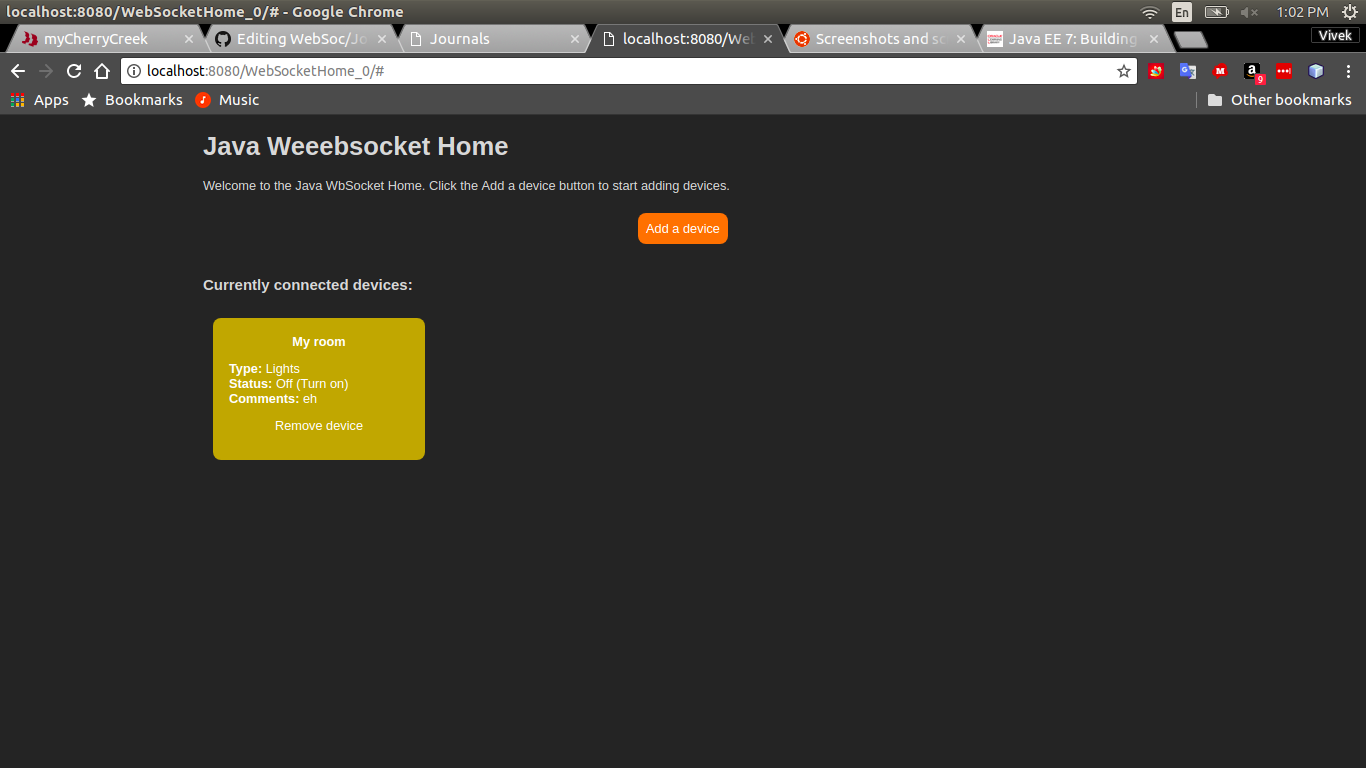 localhost:8080/WebSocketHome_0/# - Google Chrome
En
1:02 PM
myCherryCreek
Editing WebSoc/Jo
Journals
localhost:8080/We
Screenshots and sc
Java EE 7: Building
Vivek
localhost:8080/WebSocketHome_0/#
a
9
Apps
Bookmarks
Music
Other bookmarks
Java Weeebsocket Home
Welcome to the Java WbSocket Home. Click the Add a device button to start adding devices.
Add a device
Currently connected devices:
My room
Type: Lights
Status: Off (Turn on)
Comments: eh
Remove device